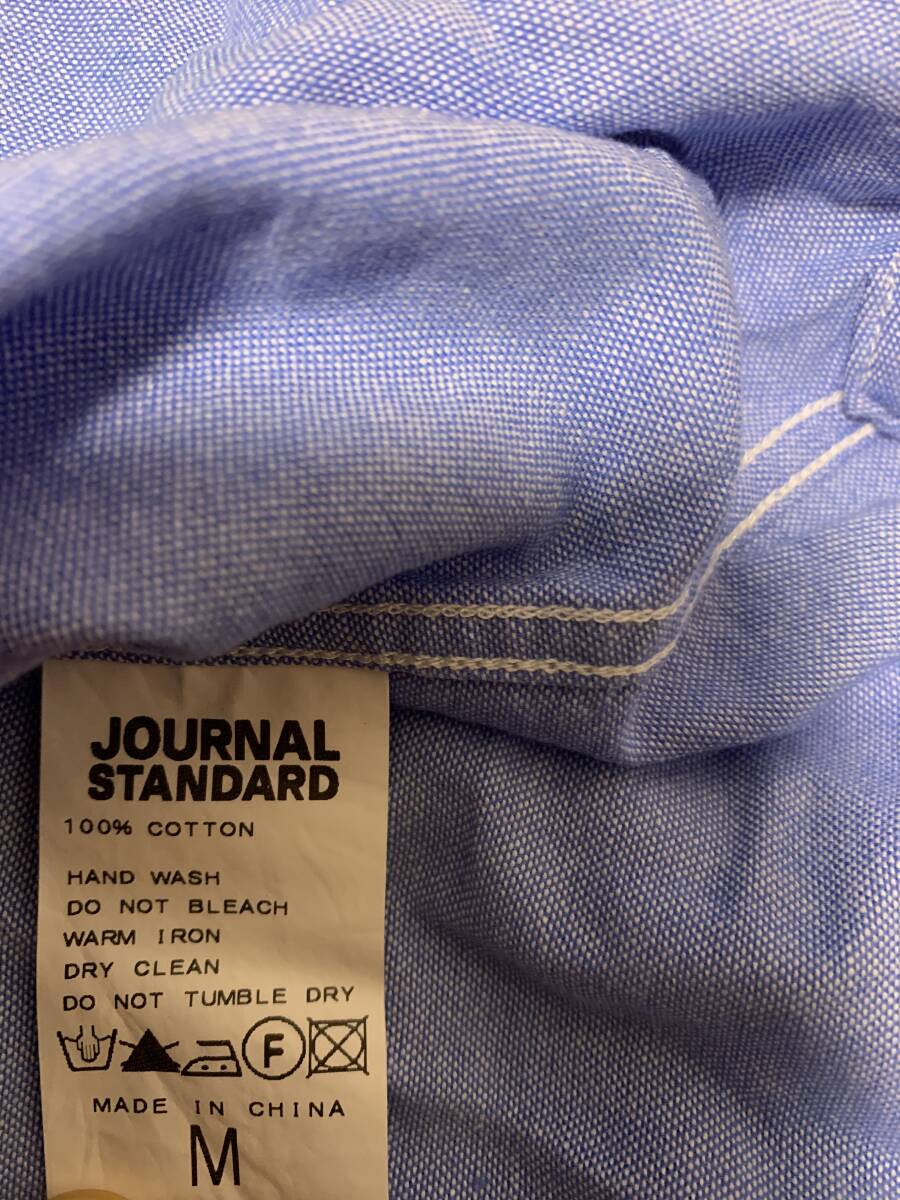 JOURNAL
STANDARD
100% COTTON
HAND WASH
DO NOT BLEACH
WARM IRON
DRY CLEAN
DO NOT TUMBLE DRY
F
MADE IN CHINA
M